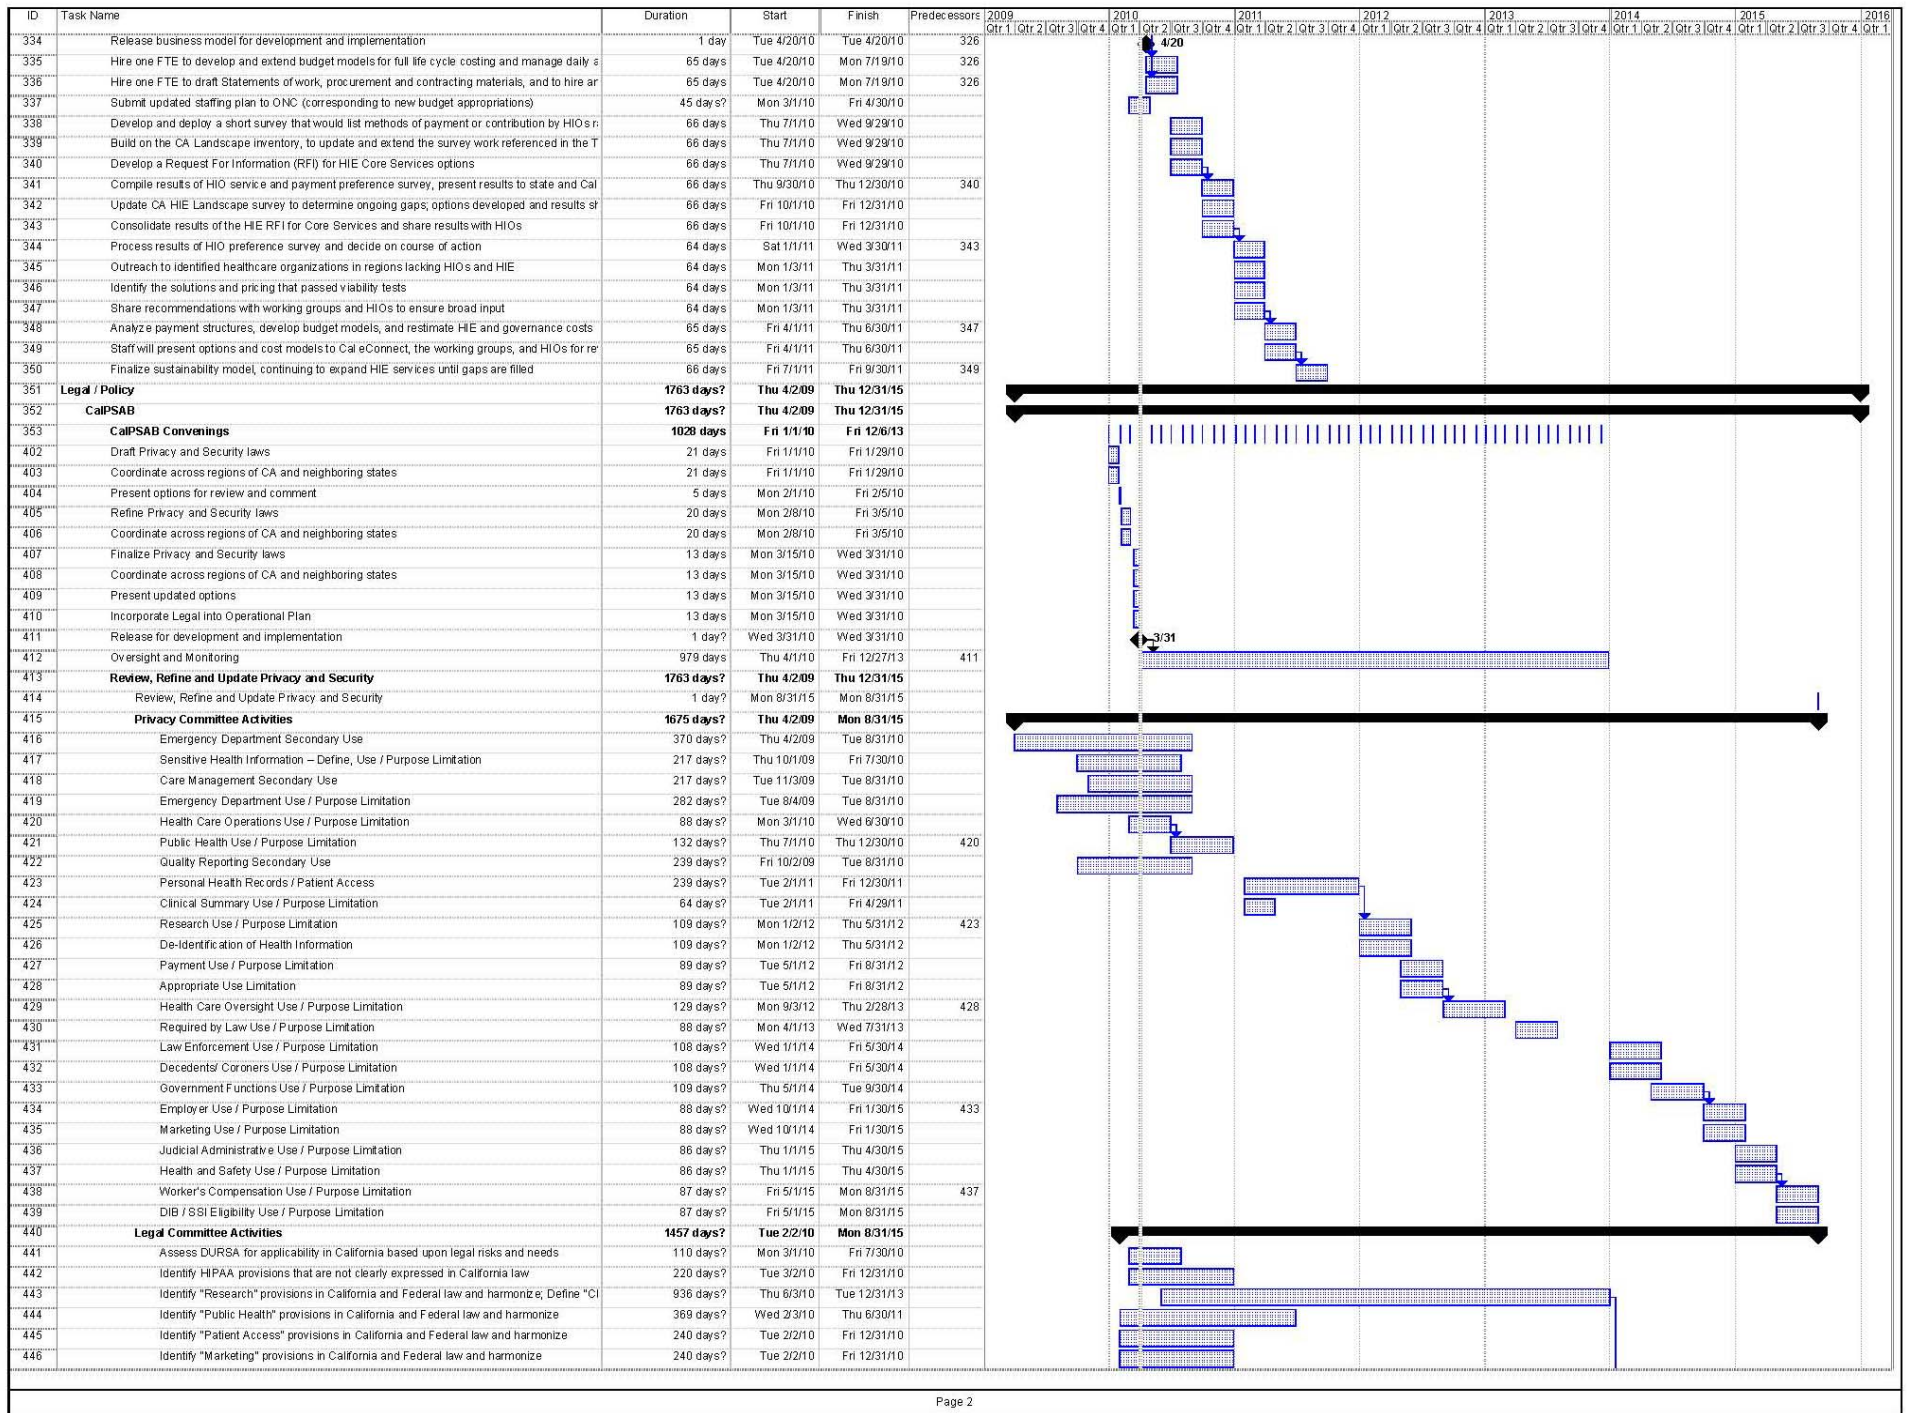 ID Task Name Duration Start Finish Predecessors 2009 2010 2011 2012 2013 2014 2015 2016
Qtr 1 Qtr 2 Qtr 3 Qtr 4 Qtr 1 Qtr 2 Qtr 3 Qtr 4 Qtr 1 Qtr 2 Qtr 3 Qtr 4 Qtr 1 Qtr 2 Qtr 3 Qtr 4 Qtr 1 Qtr 2 Qtr 3 Qtr 4 Qtr 1 Qtr 2 Qtr 3 Qtr 4 Qtr 1 Qtr 2 Qtr 3 Qtr 4 Qtr 1
334 Release business model for development and implementation 1 day Tue 4/20/10 Tue 4/20/10 326 4/20
335 Hire one FTE to develop and extend budget models for full life cycle costing and manage daily a 65 days Tue 4/20/10 Mon 7/19/10 326
336 Hire one FTE to draft Statements of work, procurement and contracting materials, and to hire ar 65 days Tue 4/20/10 Mon 7/19/10 326
337 Submit updated staffing plan to ONC (corresponding to new budget appropriations) 45 days? Mon 3/1/10 Fri 4/30/10
338 Develop and deploy a short survey that would list methods of payment or contribution by HIOs r 66 days Thu 7/1/10 Wed 9/29/10
339 Build on the CA Landscape inventory, to update and extend the survey work referenced in the T 66 days Thu 7/1/10 Wed 9/29/10
340 Develop a Request For Information (RFI) for HIE Core Services options 66 days Thu 7/1/10 Wed 9/29/10
341 Compile results of HIO service and payment preference survey, present results to state and Cal 66 days Thu 9/30/10 Thu 12/30/10 340
342 Update CA HIE Landscape survey to determine ongoing gaps; options developed and results sh 66 days Fri 10/1/10 Fri 12/31/10
343 Consolidate results of the HIE RFI for Core Services and share results with HIOs 66 days Fri 10/1/10 Fri 12/31/10
344 Process results of HIO preference survey and decide on course of action 64 days Sat 1/1/11 Wed 3/30/11 343
345 Outreach to identified healthcare organizations in regions lacking HIOs and HIE 64 days Mon 1/3/11 Thu 3/31/11
346 Identify the solutions and pricing that passed viability tests 64 days Mon 1/3/11 Thu 3/31/11
347 Share recommendations with working groups and HIOs to ensure broad input 64 days Mon 1/3/11 Thu 3/31/11
348 Analyze payment structures, develop budget models, and restimate HIE and governance costs 65 days Fri 4/1/11 Thu 6/30/11 347
349 Staff will present options and cost models to Cal eConnect, the working groups, and HIOs for re 65 days Fri 4/1/11 Thu 6/30/11
350 Finalize sustainability model, continuing to expand HIE services until gaps are filled 66 days Fri 7/1/11 Fri 9/30/11 349
351 Legal / Policy 1763 days? Thu 4/2/09 Thu 12/31/15
352 CalPSAB 1763 days? Thu 4/2/09 Thu 12/31/15
353 CalPSAB Convenings 1028 days Fri 1/1/10 Fri 12/6/13
402 Draft Privacy and Security laws 21 days Fri 1/1/10 Fri 1/29/10
403 Coordinate across regions of CA and neighboring states 21 days Fri 1/1/10 Fri 1/29/10
404 Present options for review and comment 5 days Mon 2/1/10 Fri 2/5/10
405 Refine Privacy and Security laws 20 days Mon 2/8/10 Fri 3/5/10
406 Coordinate across regions of CA and neighboring states 20 days Mon 2/8/10 Fri 3/5/10
407 Finalize Privacy and Security laws 13 days Mon 3/15/10 Wed 3/31/10
408 Coordinate across regions of CA and neighboring states 13 days Mon 3/15/10 Wed 3/31/10
409 Present updated options 13 days Mon 3/15/10 Wed 3/31/10
410 Incorporate Legal into Operational Plan 13 days Mon 3/15/10 Wed 3/31/10
411 Release for development and implementation 1 day? Wed 3/31/10 Wed 3/31/10 3/31
412 Oversight and Monitoring 979 days Thu 4/1/10 Fri 12/27/13 411
413 Review, Refine and Update Privacy and Security 1763 days? Thu 4/2/09 Thu 12/31/15
414 Review, Refine and Update Privacy and Security 1 day? Mon 8/31/15 Mon 8/31/15
415 Privacy Committee Activities 1675 days? Thu 4/2/09 Mon 8/31/15
416 Emergency Department Secondary Use 370 days? Thu 4/2/09 Tue 8/31/10
417 Sensitive Health Information – Define, Use / Purpose Limitation 217 days? Thu 10/1/09 Fri 7/30/10
418 Care Management Secondary Use 217 days? Tue 11/3/09 Tue 8/31/10
419 Emergency Department Use / Purpose Limitation 282 days? Tue 8/4/09 Tue 8/31/10
420 Health Care Operations Use / Purpose Limitation 88 days? Mon 3/1/10 Wed 6/30/10
421 Public Health Use / Purpose Limitation 132 days? Thu 7/1/10 Thu 12/30/10 420
422 Quality Reporting Secondary Use 239 days? Fri 10/2/09 Tue 8/31/10
423 Personal Health Records / Patient Access 239 days? Tue 2/1/11 Fri 12/30/11
424 Clinical Summary Use / Purpose Limitation 64 days? Tue 2/1/11 Fri 4/29/11
425 Research Use / Purpose Limitation 109 days? Mon 1/2/12 Thu 5/31/12 423
426 De-Identification of Health Information 109 days? Mon 1/2/12 Thu 5/31/12
427 Payment Use / Purpose Limitation 89 days? Tue 5/1/12 Fri 8/31/12
428 Appropriate Use Limitation 89 days? Tue 5/1/12 Fri 8/31/12
429 Health Care Oversight Use / Purpose Limitation 129 days? Mon 9/3/12 Thu 2/28/13 428
430 Required by Law Use / Purpose Limitation 88 days? Mon 4/1/13 Wed 7/31/13
431 Law Enforcement Use / Purpose Limitation 108 days? Wed 1/1/14 Fri 5/30/14
432 Decedents/ Coroners Use / Purpose Limitation 108 days? Wed 1/1/14 Fri 5/30/14
433 Government Functions Use / Purpose Limitation 109 days? Thu 5/1/14 Tue 9/30/14
434 Employer Use / Purpose Limitation 88 days? Wed 10/1/14 Fri 1/30/15 433
435 Marketing Use / Purpose Limitation 88 days? Wed 10/1/14 Fri 1/30/15
436 Judicial Administrative Use / Purpose Limitation 86 days? Thu 1/1/15 Thu 4/30/15
437 Health and Safety Use / Purpose Limitation 86 days? Thu 1/1/15 Thu 4/30/15
438 Worker's Compensation Use / Purpose Limitation 87 days? Fri 5/1/15 Mon 8/31/15 437
439 DIB / SSI Eligibility Use / Purpose Limitation 87 days? Fri 5/1/15 Mon 8/31/15
440 Legal Committee Activities 1457 days? Tue 2/2/10 Mon 8/31/15
441 Assess DURSA for applicability in California based upon legal risks and needs 110 days? Mon 3/1/10 Fri 7/30/10
442 Identify HIPAA provisions that are not clearly expressed in California law 220 days? Tue 3/2/10 Fri 12/31/10
443 Identify "Research" provisions in California and Federal law and harmonize; Define "Cl 936 days? Thu 6/3/10 Tue 12/31/13
444 Identify "Public Health" provisions in California and Federal law and harmonize 369 days? Wed 2/3/10 Thu 6/30/11
445 Identify "Patient Access" provisions in California and Federal law and harmonize 240 days? Tue 2/2/10 Fri 12/31/10
446 Identify "Marketing" provisions in California and Federal law and harmonize 240 days? Tue 2/2/10 Fri 12/31/10
Page 2